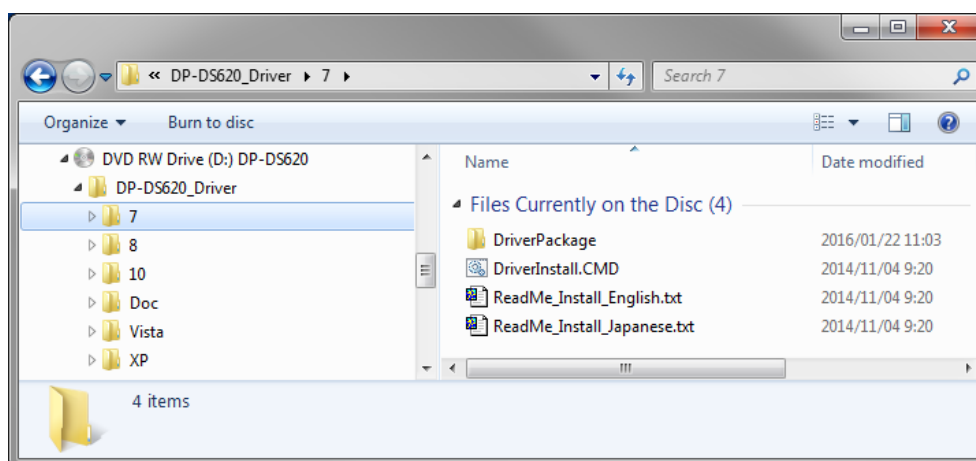 « DP-DS620_Driver ▸ 7 ▸
Search 7
Organize ▾ Burn to disc
DVD RW Drive (D:) DP-DS620
DP-DS620_Driver
7
8
10
Doc
Vista
XP
Name Date modified
Files Currently on the Disc (4)
DriverPackage 2016/01/22 11:03
DriverInstall.CMD 2014/11/04 9:20
ReadMe_Install_English.txt 2014/11/04 9:20
ReadMe_Install_Japanese.txt 2014/11/04 9:20
4 items